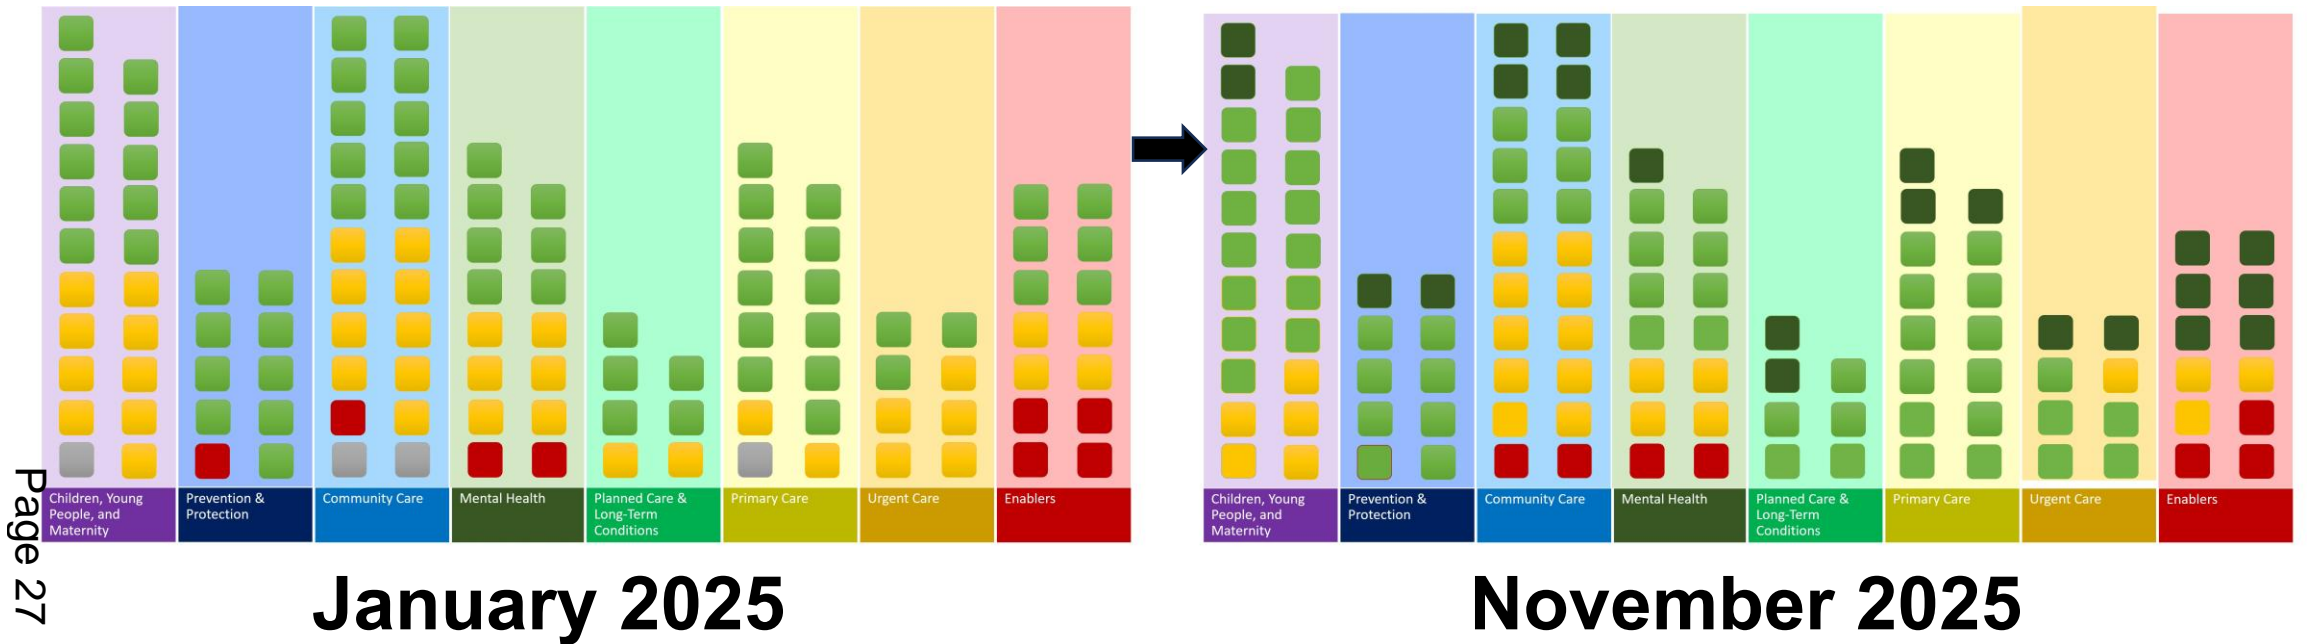 Children, Young
People, and
Maternity
Prevention &
Protection
Community Care
Mental Health
Planned Care &
Long-Term
Conditions
Primary Care
Urgent Care
Enablers
Children, Young
People, and
Maternity
Prevention &
Protection
Community Care
Mental Health
Planned Care &
Long-Term
Conditions
Primary Care
Urgent Care
Enablers
January 2025
November 2025
Page 27